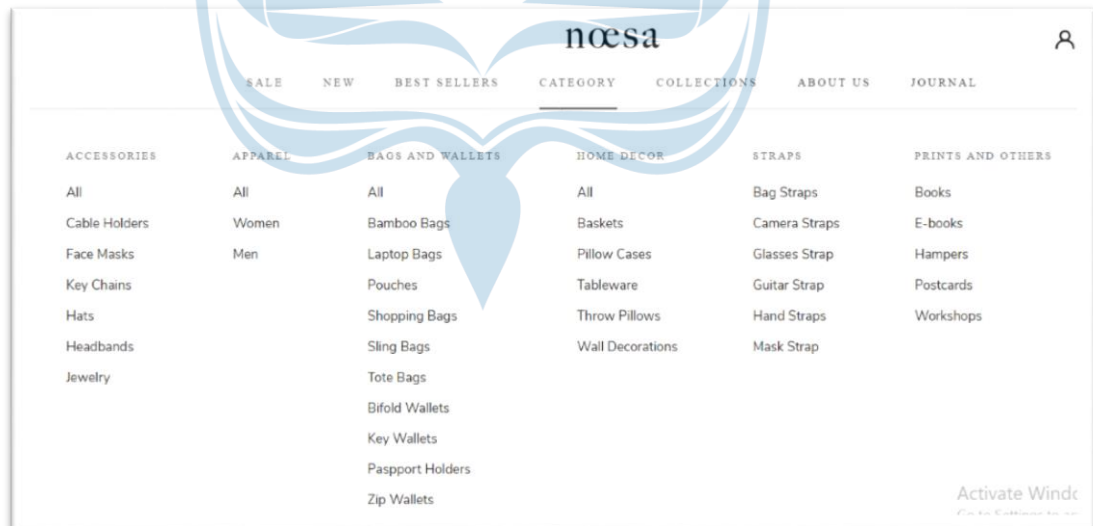 nœsa
SALE NEW BEST SELLERS CATEGORY COLLECTIONS ABOUT US JOURNAL
ACCESSORIES APPAREL BAGS AND WALLETS HOME DECOR STRAPS PRINTS AND OTHERS
All All All All Bag Straps Books
Cable Holders Women Bamboo Bags Baskets Camera Straps E-books
Face Masks Men Laptop Bags Pillow Cases Glasses Strap Hampers
Key Chains Pouches Tableware Guitar Strap Postcards
Hats Shopping Bags Throw Pillows Hand Straps Workshops
Headbands Sling Bags Wall Decorations Mask Strap
Jewelry Tote Bags
Bifold Wallets
Key Wallets
Paspport Holders
Zip Wallets
Activate